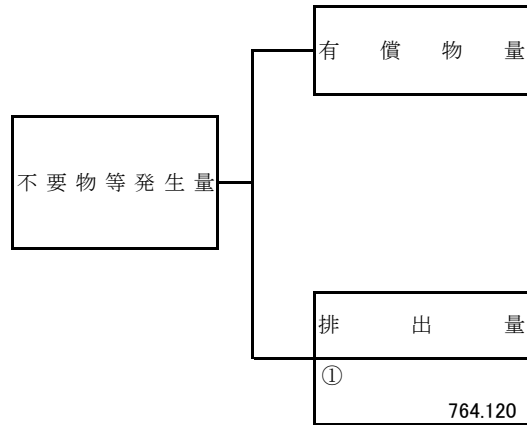 有償物量
不要物等発生量
排出量
①
764.120